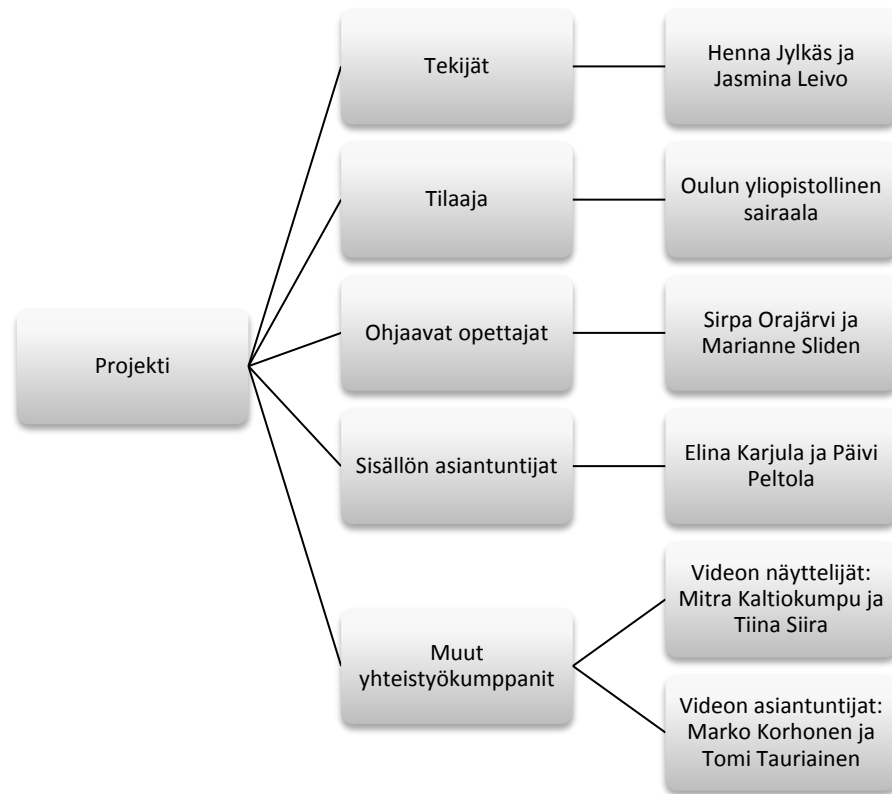 Tekijät
Henna Jylkäs ja
Jasmina Leivo
Tilaaja
Oulun yliopistollinen
sairaala
Projekti
Ohjaavat opettajat
Sirpa Orajärvi ja
Marianne Sliden
Sisällön asiantuntijat
Elina Karjula ja Päivi
Peltola
Muut
yhteistyökumppanit
Videon näyttelijät:
Mitra Kaltiokumpu ja
Tiina Siira
Videon asiantuntijat:
Marko Korhonen ja
Tomi Tauriainen